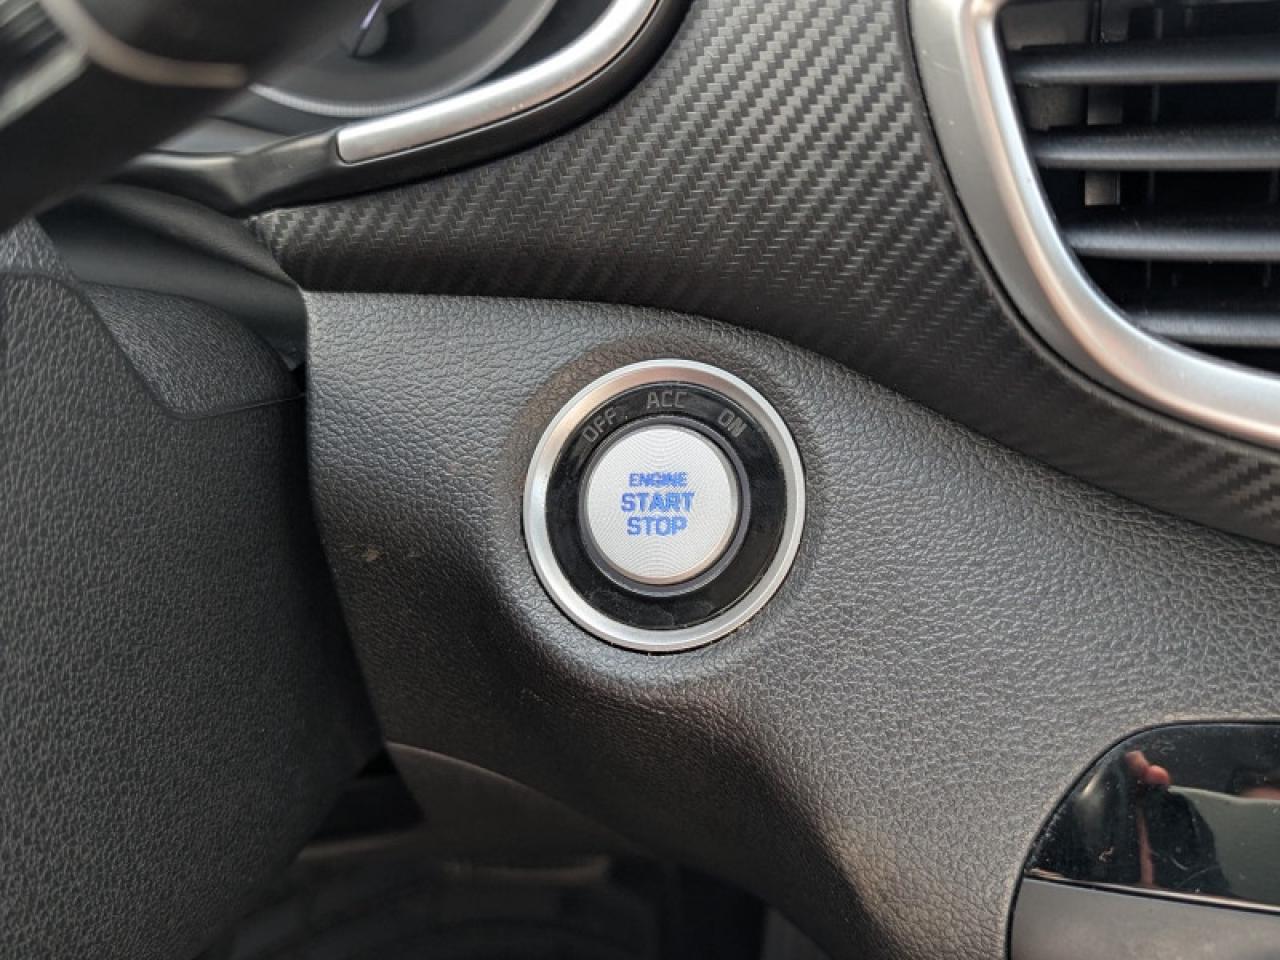 OFF ACC ON
ENGINE
START
STOP